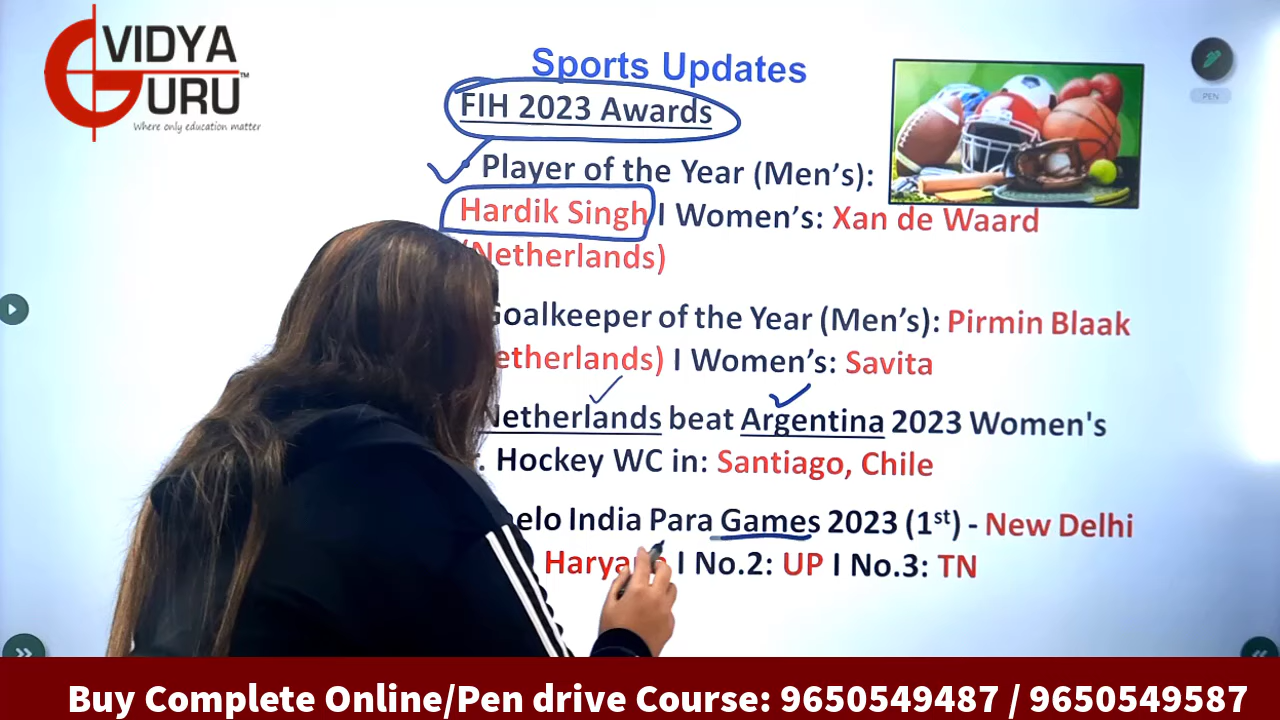 VIDYA
GURU™
Where only education matter
Sports Updates
FIH 2023 Awards
• Player of the Year (Men's):
Hardik Singh I Women's: Xan de Waard
(Netherlands)
Goalkeeper of the Year (Men's): Pirmin Blaak
etherlands) I Women's: Savita
Netherlands beat Argentina 2023 Women's
. Hockey WC in: Santiago, Chile
elo India Para Games 2023 (1st) - New Delhi
Haryana I No.2: UP I No.3: TN
PEN
Buy Complete Online/Pen drive Course: 9650549487 / 9650549587